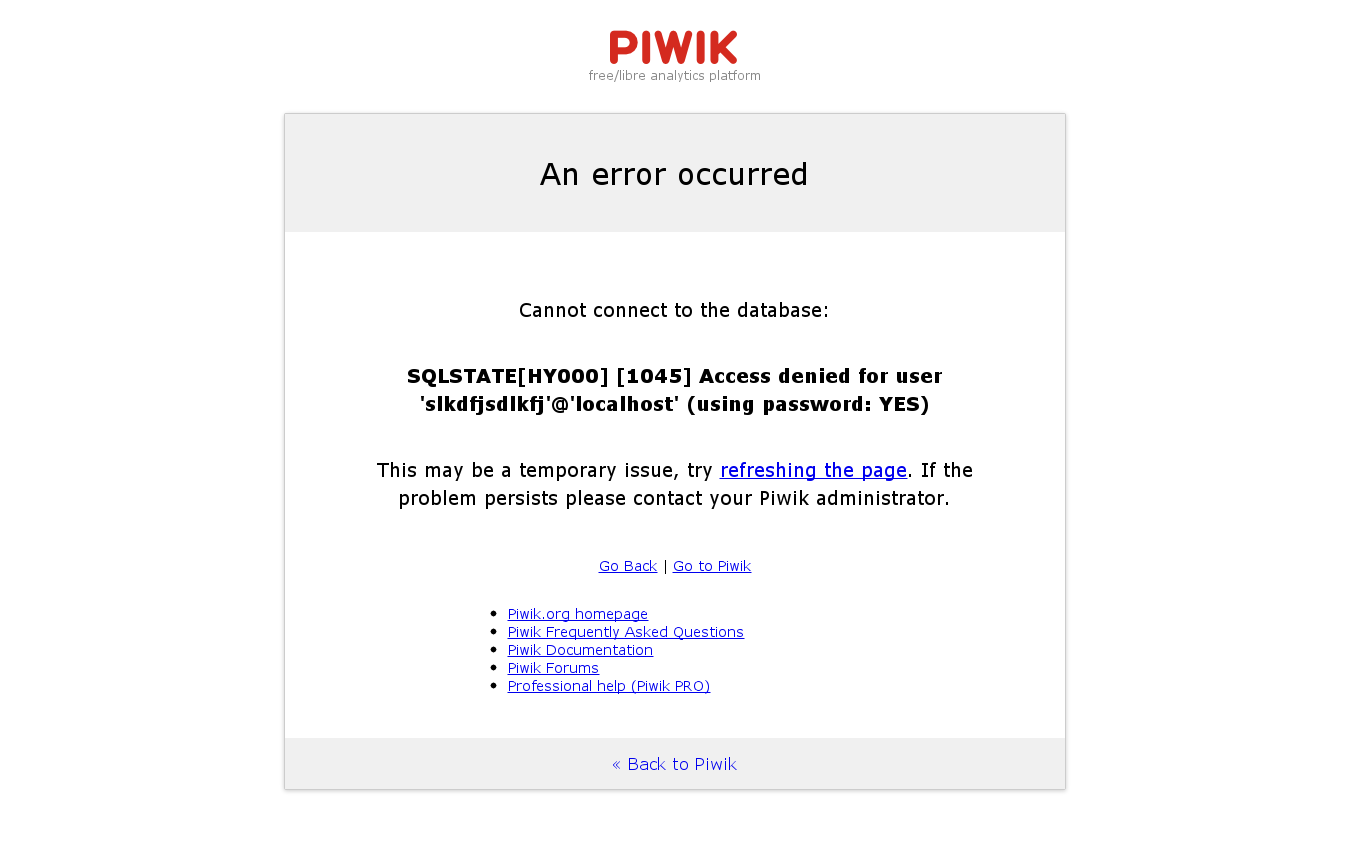 PIWIK
free/libre analytics platform
An error occurred
Cannot connect to the database:
SQLSTATE[HY000] [1045] Access denied for user
'slkdfjsdlkfj'@'localhost' (using password: YES)
This may be a temporary issue, try refreshing the page. If the
problem persists please contact your Piwik administrator.
Go Back | Go to Piwik
• Piwik.org homepage
• Piwik Frequently Asked Questions
• Piwik Documentation
• Piwik Forums
• Professional help (Piwik PRO)
« Back to Piwik